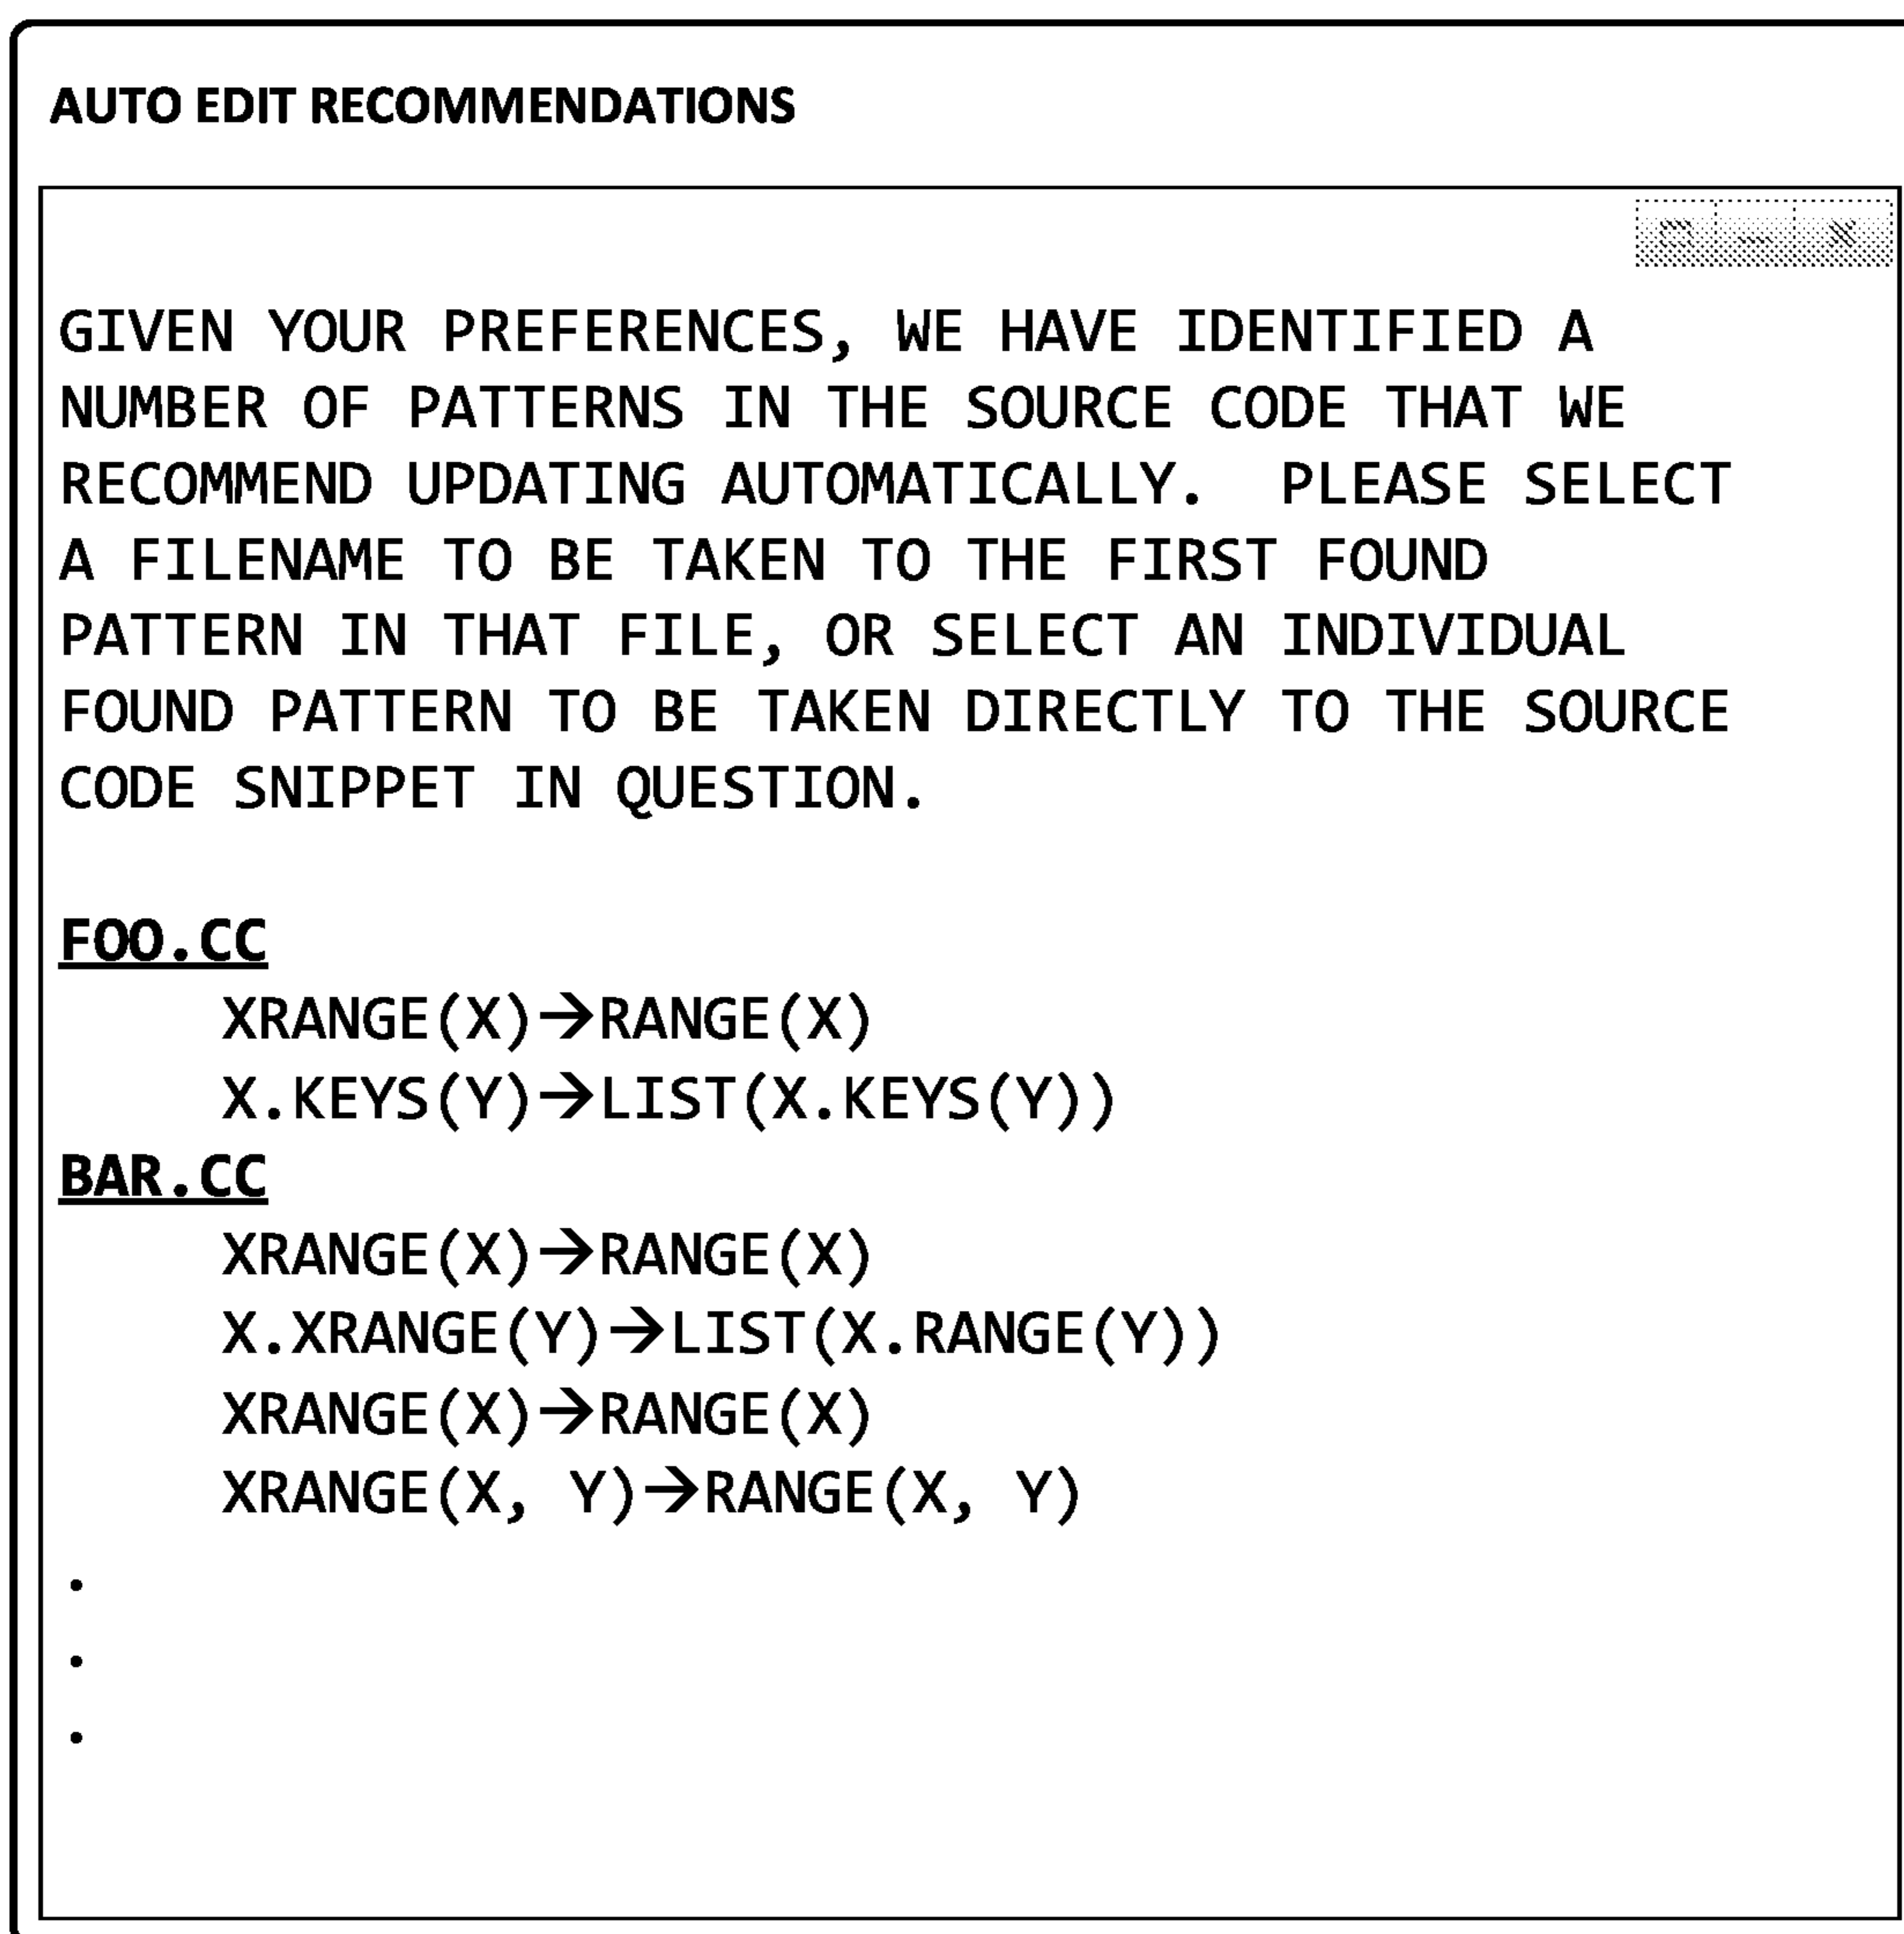 AUTO EDIT RECOMMENDATIONS
GIVEN YOUR PREFERENCES, WE HAVE IDENTIFIED A
NUMBER OF PATTERNS IN THE SOURCE CODE THAT WE
RECOMMEND UPDATING AUTOMATICALLY.  PLEASE SELECT
A FILENAME TO BE TAKEN TO THE FIRST FOUND
PATTERN IN THAT FILE, OR SELECT AN INDIVIDUAL
FOUND PATTERN TO BE TAKEN DIRECTLY TO THE SOURCE
CODE SNIPPET IN QUESTION.
FOO.CC
XRANGE(X)→RANGE(X)
X.KEYS(Y)→LIST(X.KEYS(Y))
BAR.CC
XRANGE(X)→RANGE(X)
X.XRANGE(Y)→LIST(X.RANGE(Y))
XRANGE(X)→RANGE(X)
XRANGE(X, Y)→RANGE(X, Y)
.
.
.